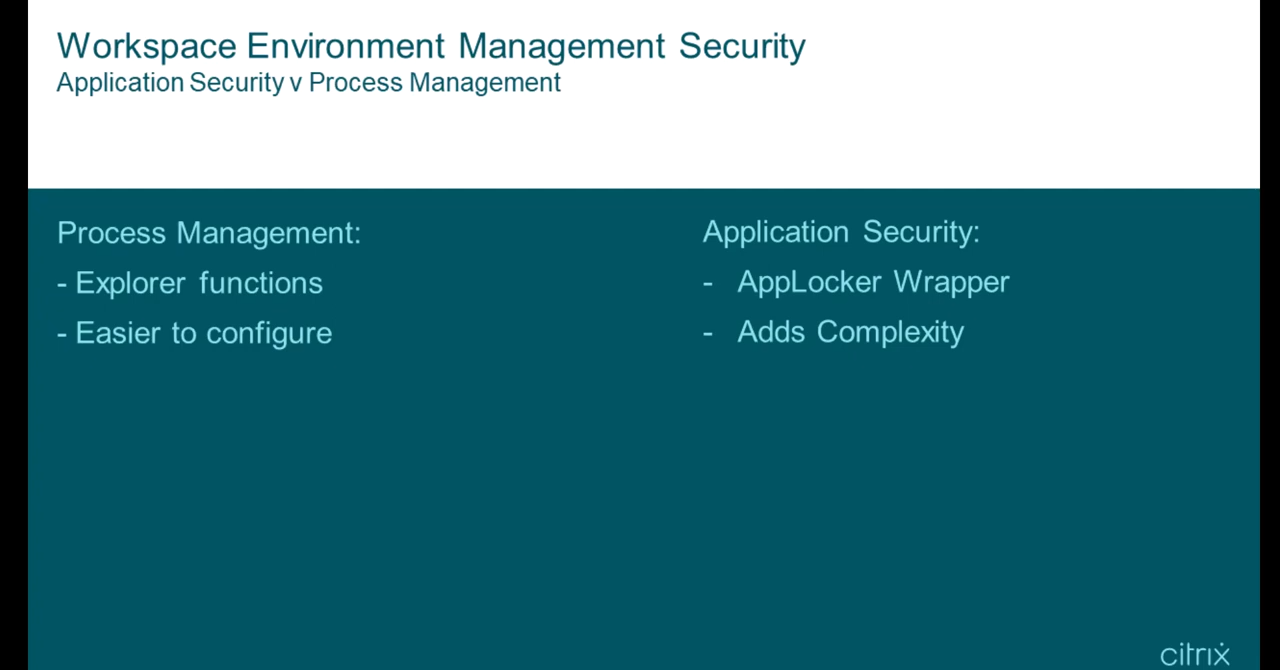 Workspace Environment Management Security
Application Security v Process Management
Process Management:
- Explorer functions
- Easier to configure
Application Security:
- AppLocker Wrapper
- Adds Complexity
citrix